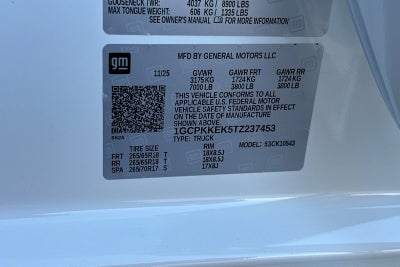 GOOSENECK TWR: 4037 KG/ 8900 LBS
MAX TONGUE WT: 606 KG / 1335 LBS
SEE OWNER'S MANUAL FOR MORE INFORMATION
gm
MFD BY GENERAL MOTORS LLC
11/25 GVWR GAWR FRT GAWR RR
3175 KG 1724 KG 1724 KG
7000 LB 3800 LB 3800 LB
THIS VEHICLE CONFORMS TO ALL
APPLICABLE U.S. FEDERAL MOTOR
VEHICLE SAFETY STANDARDS IN EFFECT
ON THE DATE OF MANUFACTURE SHOWN ABOVE.
1GCPKKEK5TZ237453
TYPE: TRUCK
TIRE SIZE RIM MODEL: 53CK10543
FRT 265/65R18 T 18X8.5J
RR 265/65R18 T 18X8.5J
SPA 265/70R17 S 17X8J